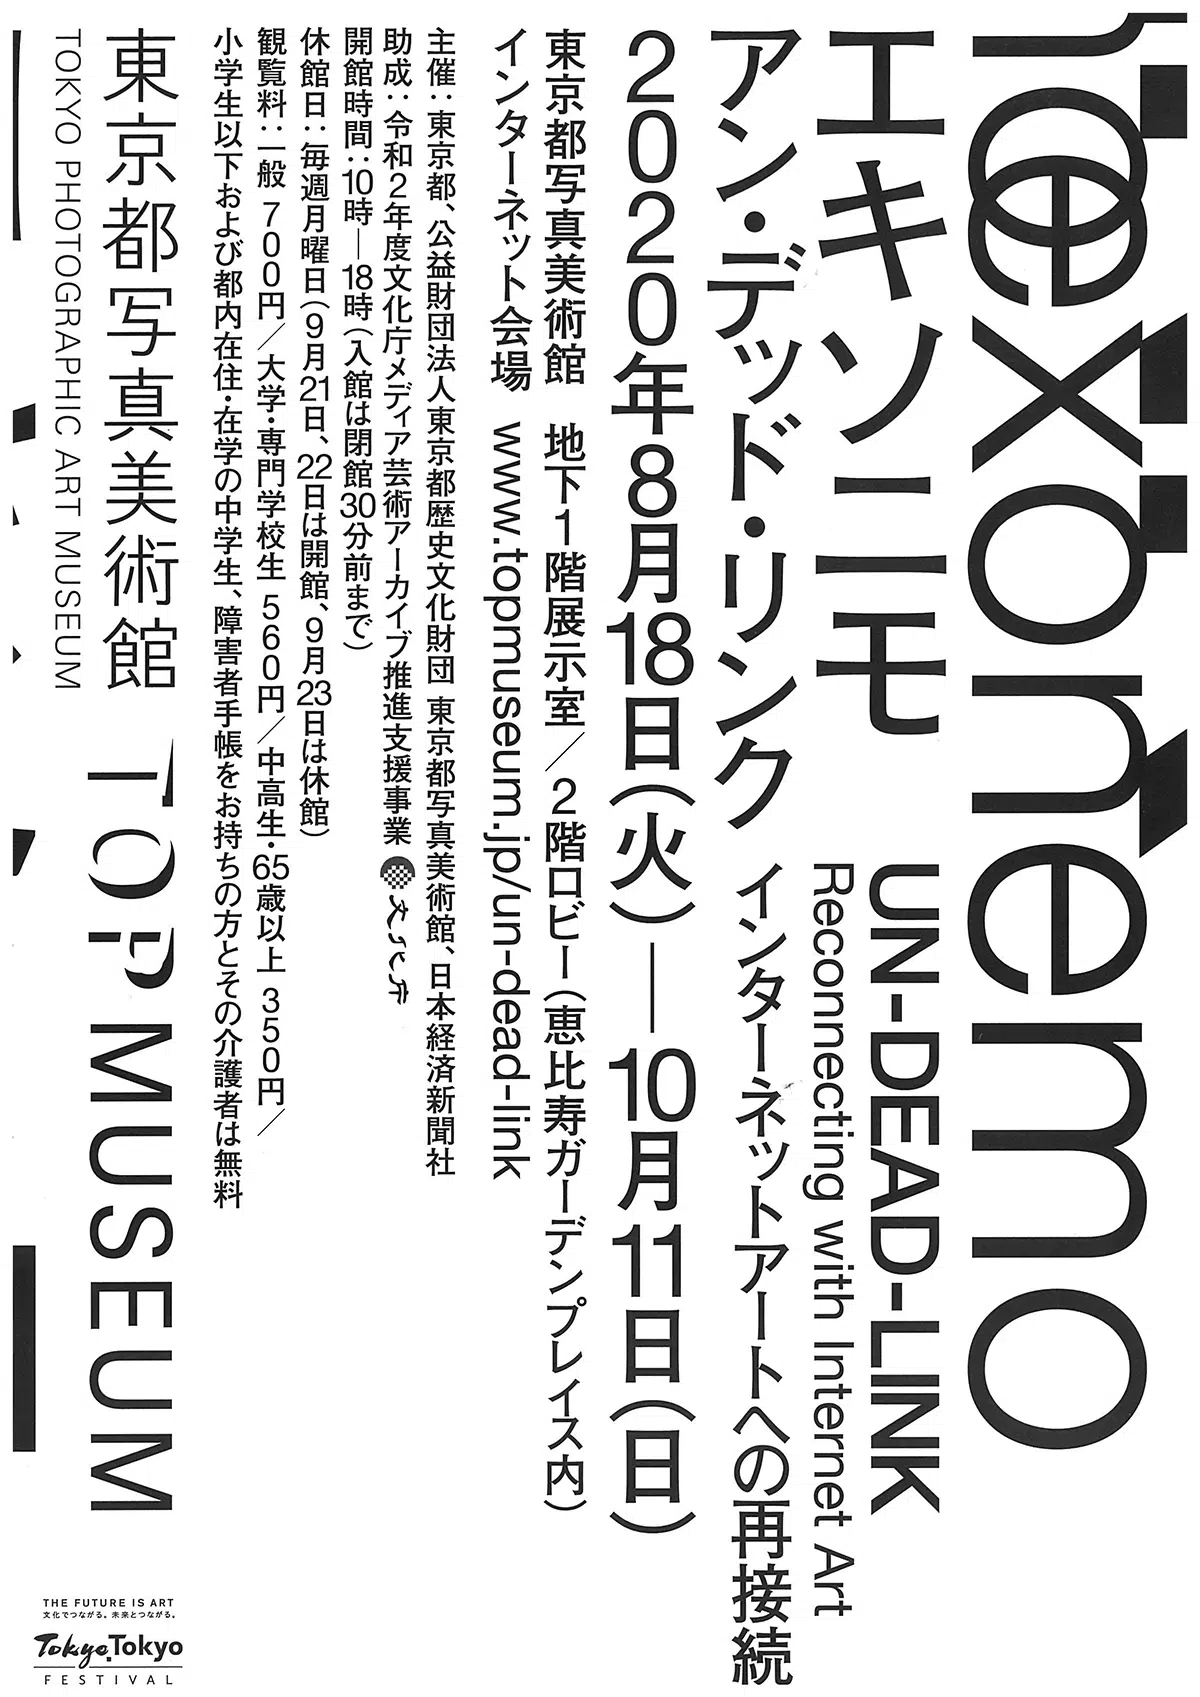 exonemo
エキソニモ
UN-DEAD-LINK
Reconnecting with Internet Art
アン・デッド・リンク インターネットアートへの再接続
2020年8月18日(火)—10月11日(日)
東京都写真美術館 地下1階展示室/2階ロビー(恵比寿ガーデンプレイス内)
インターネット会場 www.topmuseum.jp/un-dead-link
主催:東京都、公益財団法人東京都歴史文化財団 東京都写真美術館、日本経済新聞社
助成:令和2年度文化庁メディア芸術アーカイブ推進支援事業 文化庁
開館時間:10時—18時(入館は閉館30分前まで)
休館日:毎週月曜日(9月21日、22日は開館、9月23日は休館)
観覧料:一般 700円/大学・専門学校生 560円/中高生・65歳以上 350円/
小学生以下および都内在住・在学の中学生、障害者手帳をお持ちの方とその介護者は無料
東京都写真美術館 TOP MUSEUM
TOKYO PHOTOGRAPHIC ART MUSEUM
THE FUTURE IS ART
文化でつながる。未来とつながる。
Tokyo Tokyo
FESTIVAL